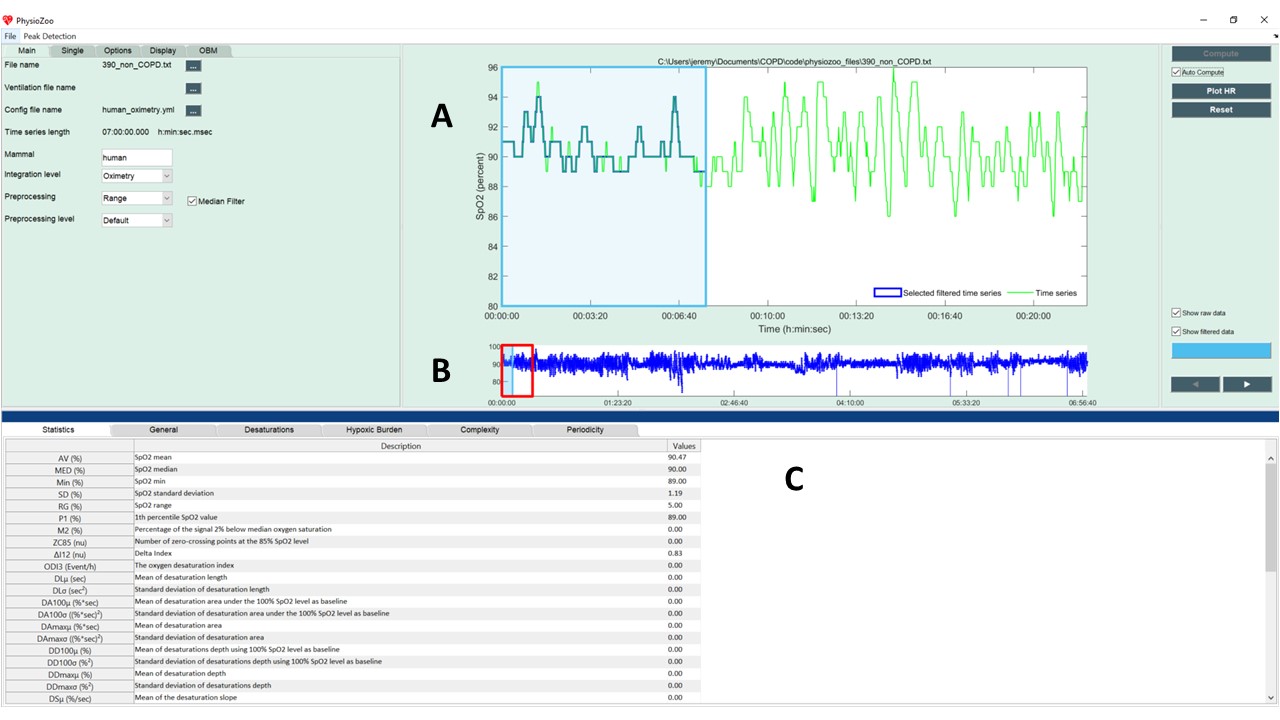 PhysioZoo
File Peak Detection
Main Single Options Display OBM
File name 390_non_COPD.txt ...
Ventilation file name ...
Config file name human_oximetry.yml ...
Time series length 07:00:00.000 h:min:sec.msec
Mammal human
Integration level Oximetry
Preprocessing Range Median Filter
Preprocessing level Default
A
C:\Users\jeremy\Documents\COPD\code\physiozoo_files\390_non_COPD.txt
96
94
92
90
88
86
84
82
80
SpO2 (percent)
Selected filtered time series Time series
00:00:00 00:03:20 00:06:40 00:10:00 00:13:20 00:16:40 00:20:00
Time (h:min:sec)
B
100
90
80
00:00:00 01:23:20 02:46:40 04:10:00 05:33:20 06:56:40
Compute
Auto Compute
Plot HR
Reset
Show raw data
Show filtered data
Statistics General Desaturations Hypoxic Burden Complexity Periodicity
Description Values
AV (%) SpO2 mean 90.47
MED (%) SpO2 median 90.00
Min (%) SpO2 min 89.00
SD (%) SpO2 standard deviation 1.19
RG (%) SpO2 range 5.00
P1 (%) 1th percentile SpO2 value 89.00
M2 (%) Percentage of the signal 2% below median oxygen saturation 0.00
ZC85 (nu) Number of zero-crossing points at the 85% SpO2 level 0.00
ΔI12 (nu) Delta Index 0.83
ODI3 (Event/h) The oxygen desaturation index 0.00
DLμ (sec) Mean of desaturation length 0.00
DLσ (sec²) Standard deviation of desaturation length 0.00
DA100μ (%*sec) Mean of desaturation area under the 100% SpO2 level as baseline 0.00
DA100σ ((%*sec)²) Standard deviation of desaturation area under the 100% SpO2 level as baseline 0.00
DAmaxμ (%*sec) Mean of desaturation area 0.00
DAmaxσ ((%*sec)²) Standard deviation of desaturation area 0.00
DD100μ (%) Mean of desaturations depth using 100% SpO2 level as baseline 0.00
DD100σ (%²) Standard deviation of desaturations depth using 100% SpO2 level as baseline 0.00
DDmaxμ (%) Mean of desaturation depth 0.00
DDmaxσ (%²) Standard deviation of desaturations depth 0.00
DSμ (%/sec) Mean of the desaturation slope 0.00
C